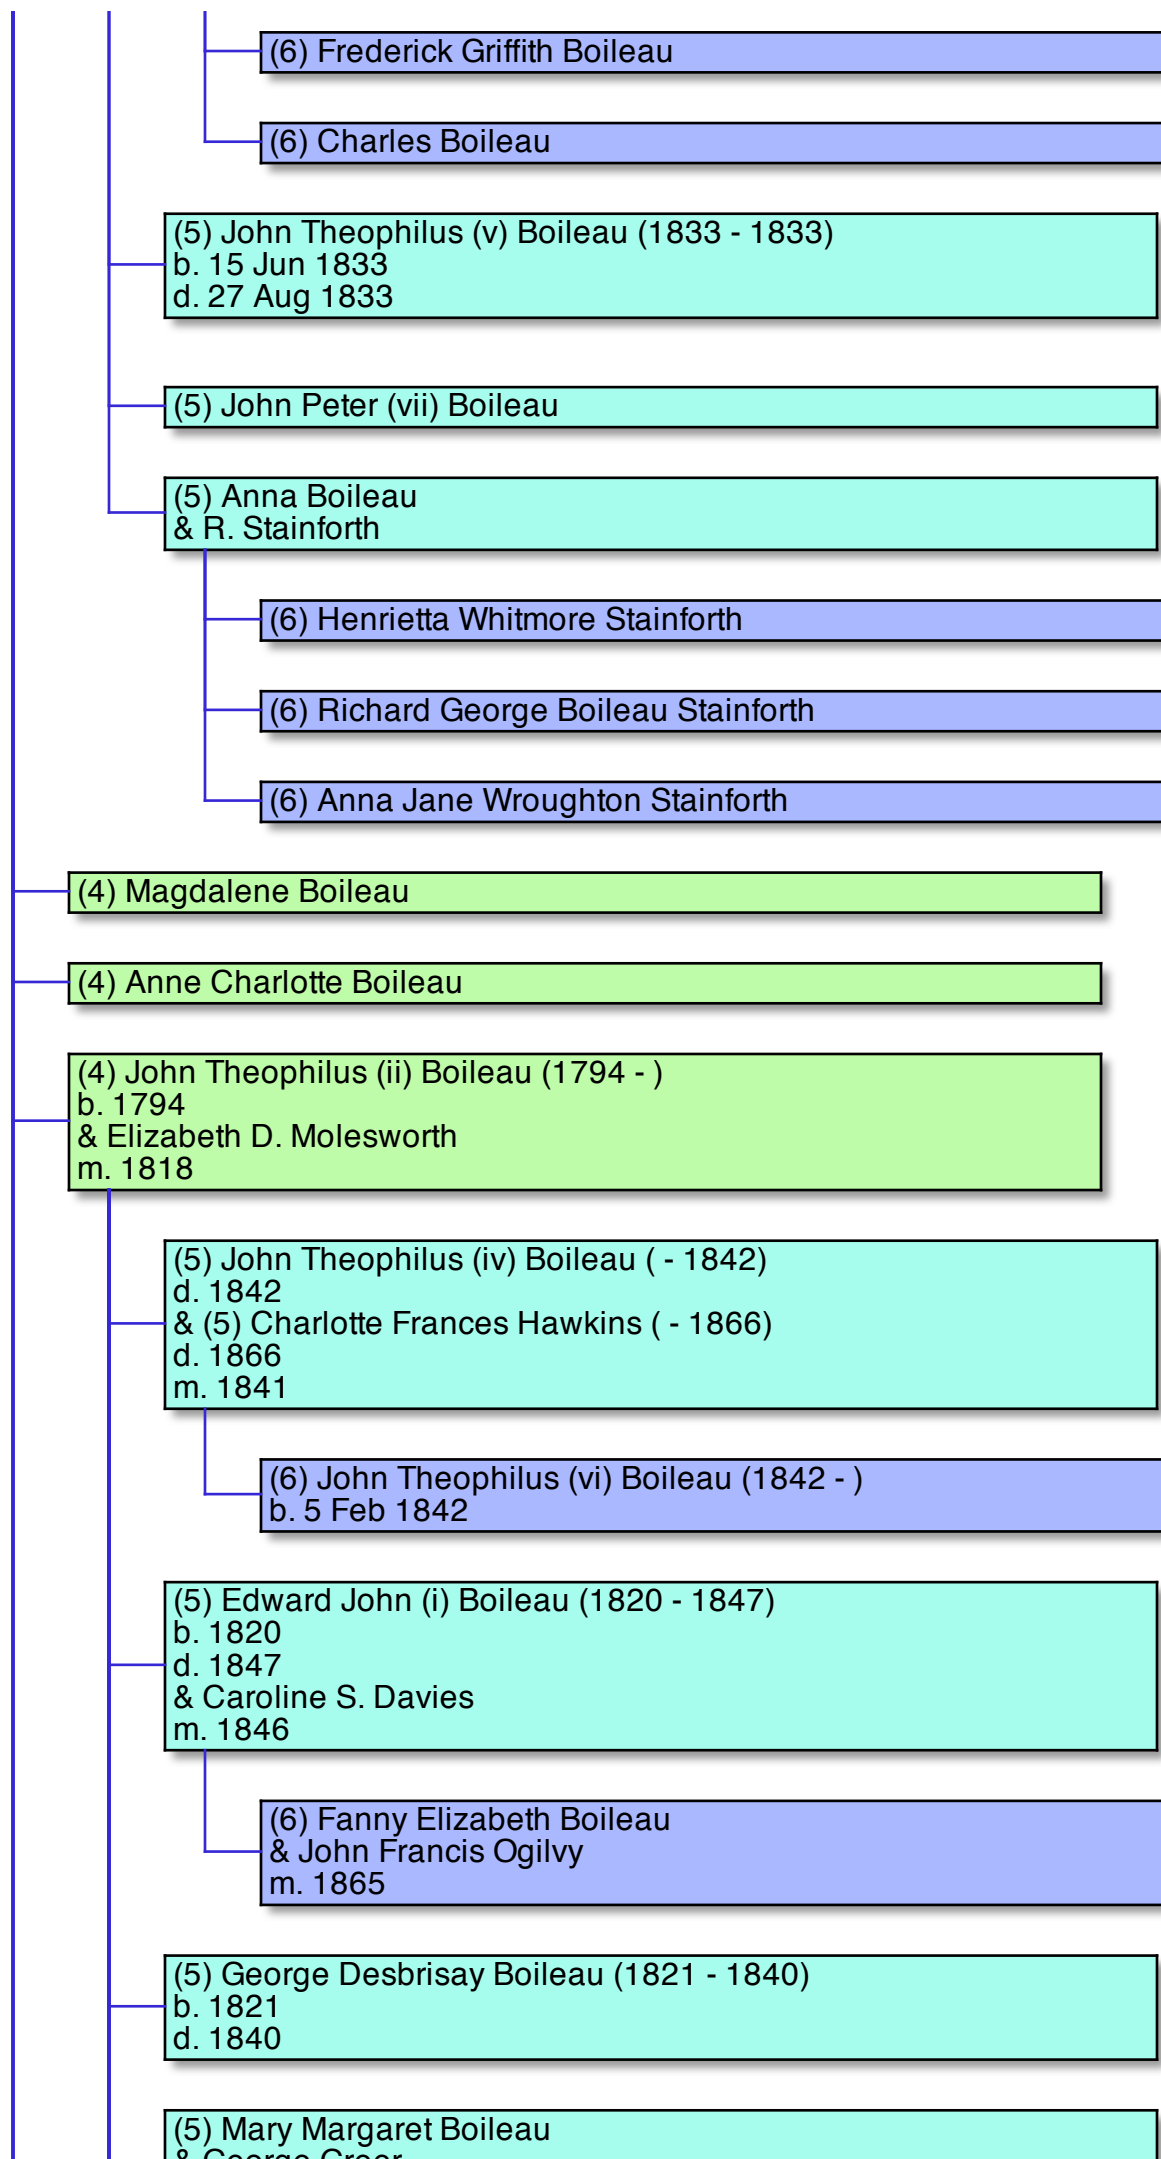 (6) Frederick Griffith Boileau
(6) Charles Boileau
(5) John Theophilus (v) Boileau (1833 - 1833)
b. 15 Jun 1833
d. 27 Aug 1833
(5) John Peter (vii) Boileau
(5) Anna Boileau
& R. Stainforth
(6) Henrietta Whitmore Stainforth
(6) Richard George Boileau Stainforth
(6) Anna Jane Wroughton Stainforth
(4) Magdalene Boileau
(4) Anne Charlotte Boileau
(4) John Theophilus (ii) Boileau (1794 - )
b. 1794
& Elizabeth D. Molesworth
m. 1818
(5) John Theophilus (iv) Boileau ( - 1842)
d. 1842
& (5) Charlotte Frances Hawkins ( - 1866)
d. 1866
m. 1841
(6) John Theophilus (vi) Boileau (1842 - )
b. 5 Feb 1842
(5) Edward John (i) Boileau (1820 - 1847)
b. 1820
d. 1847
& Caroline S. Davies
m. 1846
(6) Fanny Elizabeth Boileau
& John Francis Ogilvy
m. 1865
(5) George Desbrisay Boileau (1821 - 1840)
b. 1821
d. 1840
(5) Mary Margaret Boileau
& George